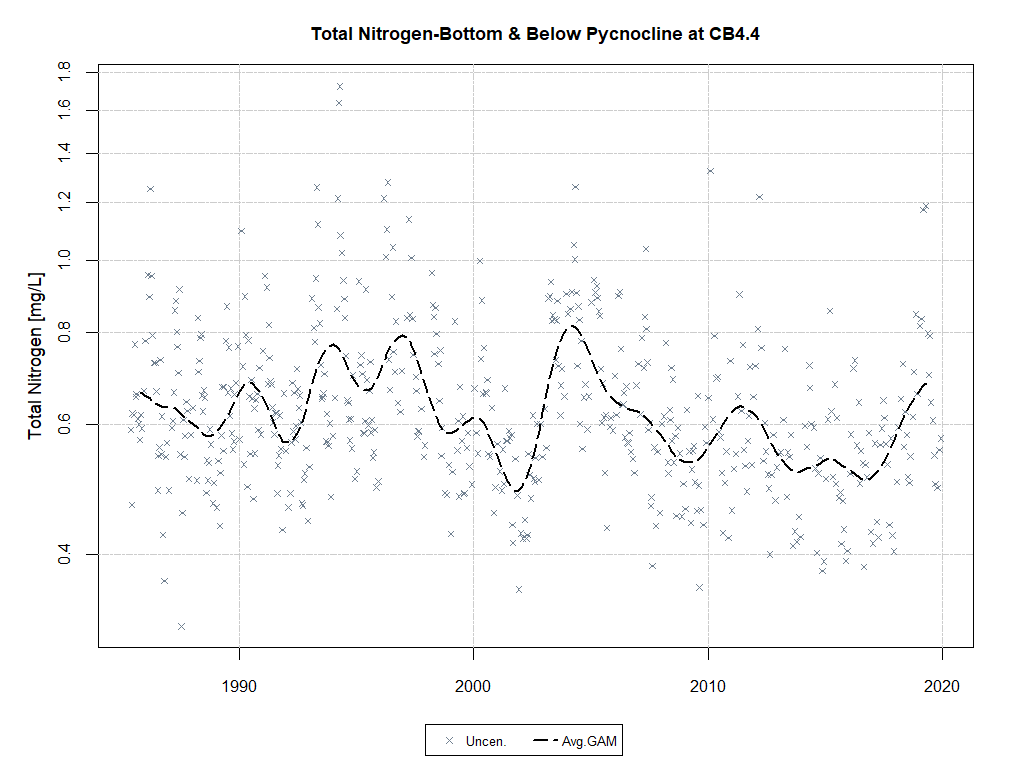 Total Nitrogen-Bottom & Below Pycnocline at CB4.4
Total Nitrogen [mg/L]
1.8
1.6
1.4
1.2
1.0
0.8
0.6
0.4
1990 2000 2010 2020
Uncen. Avg.GAM